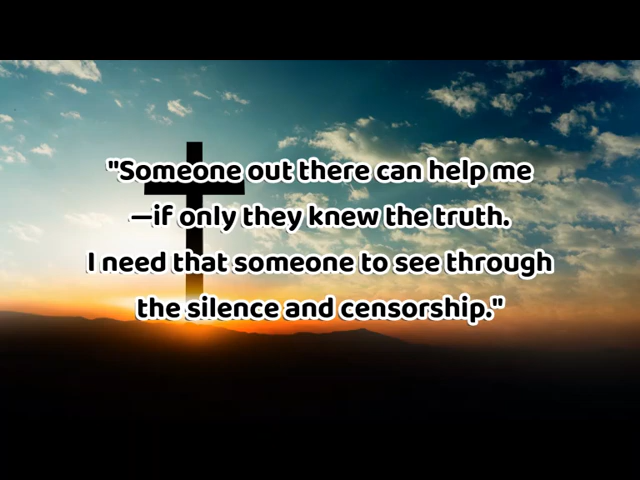 "Someone out there can help me
—if only they knew the truth.
I need that someone to see through
the silence and censorship."